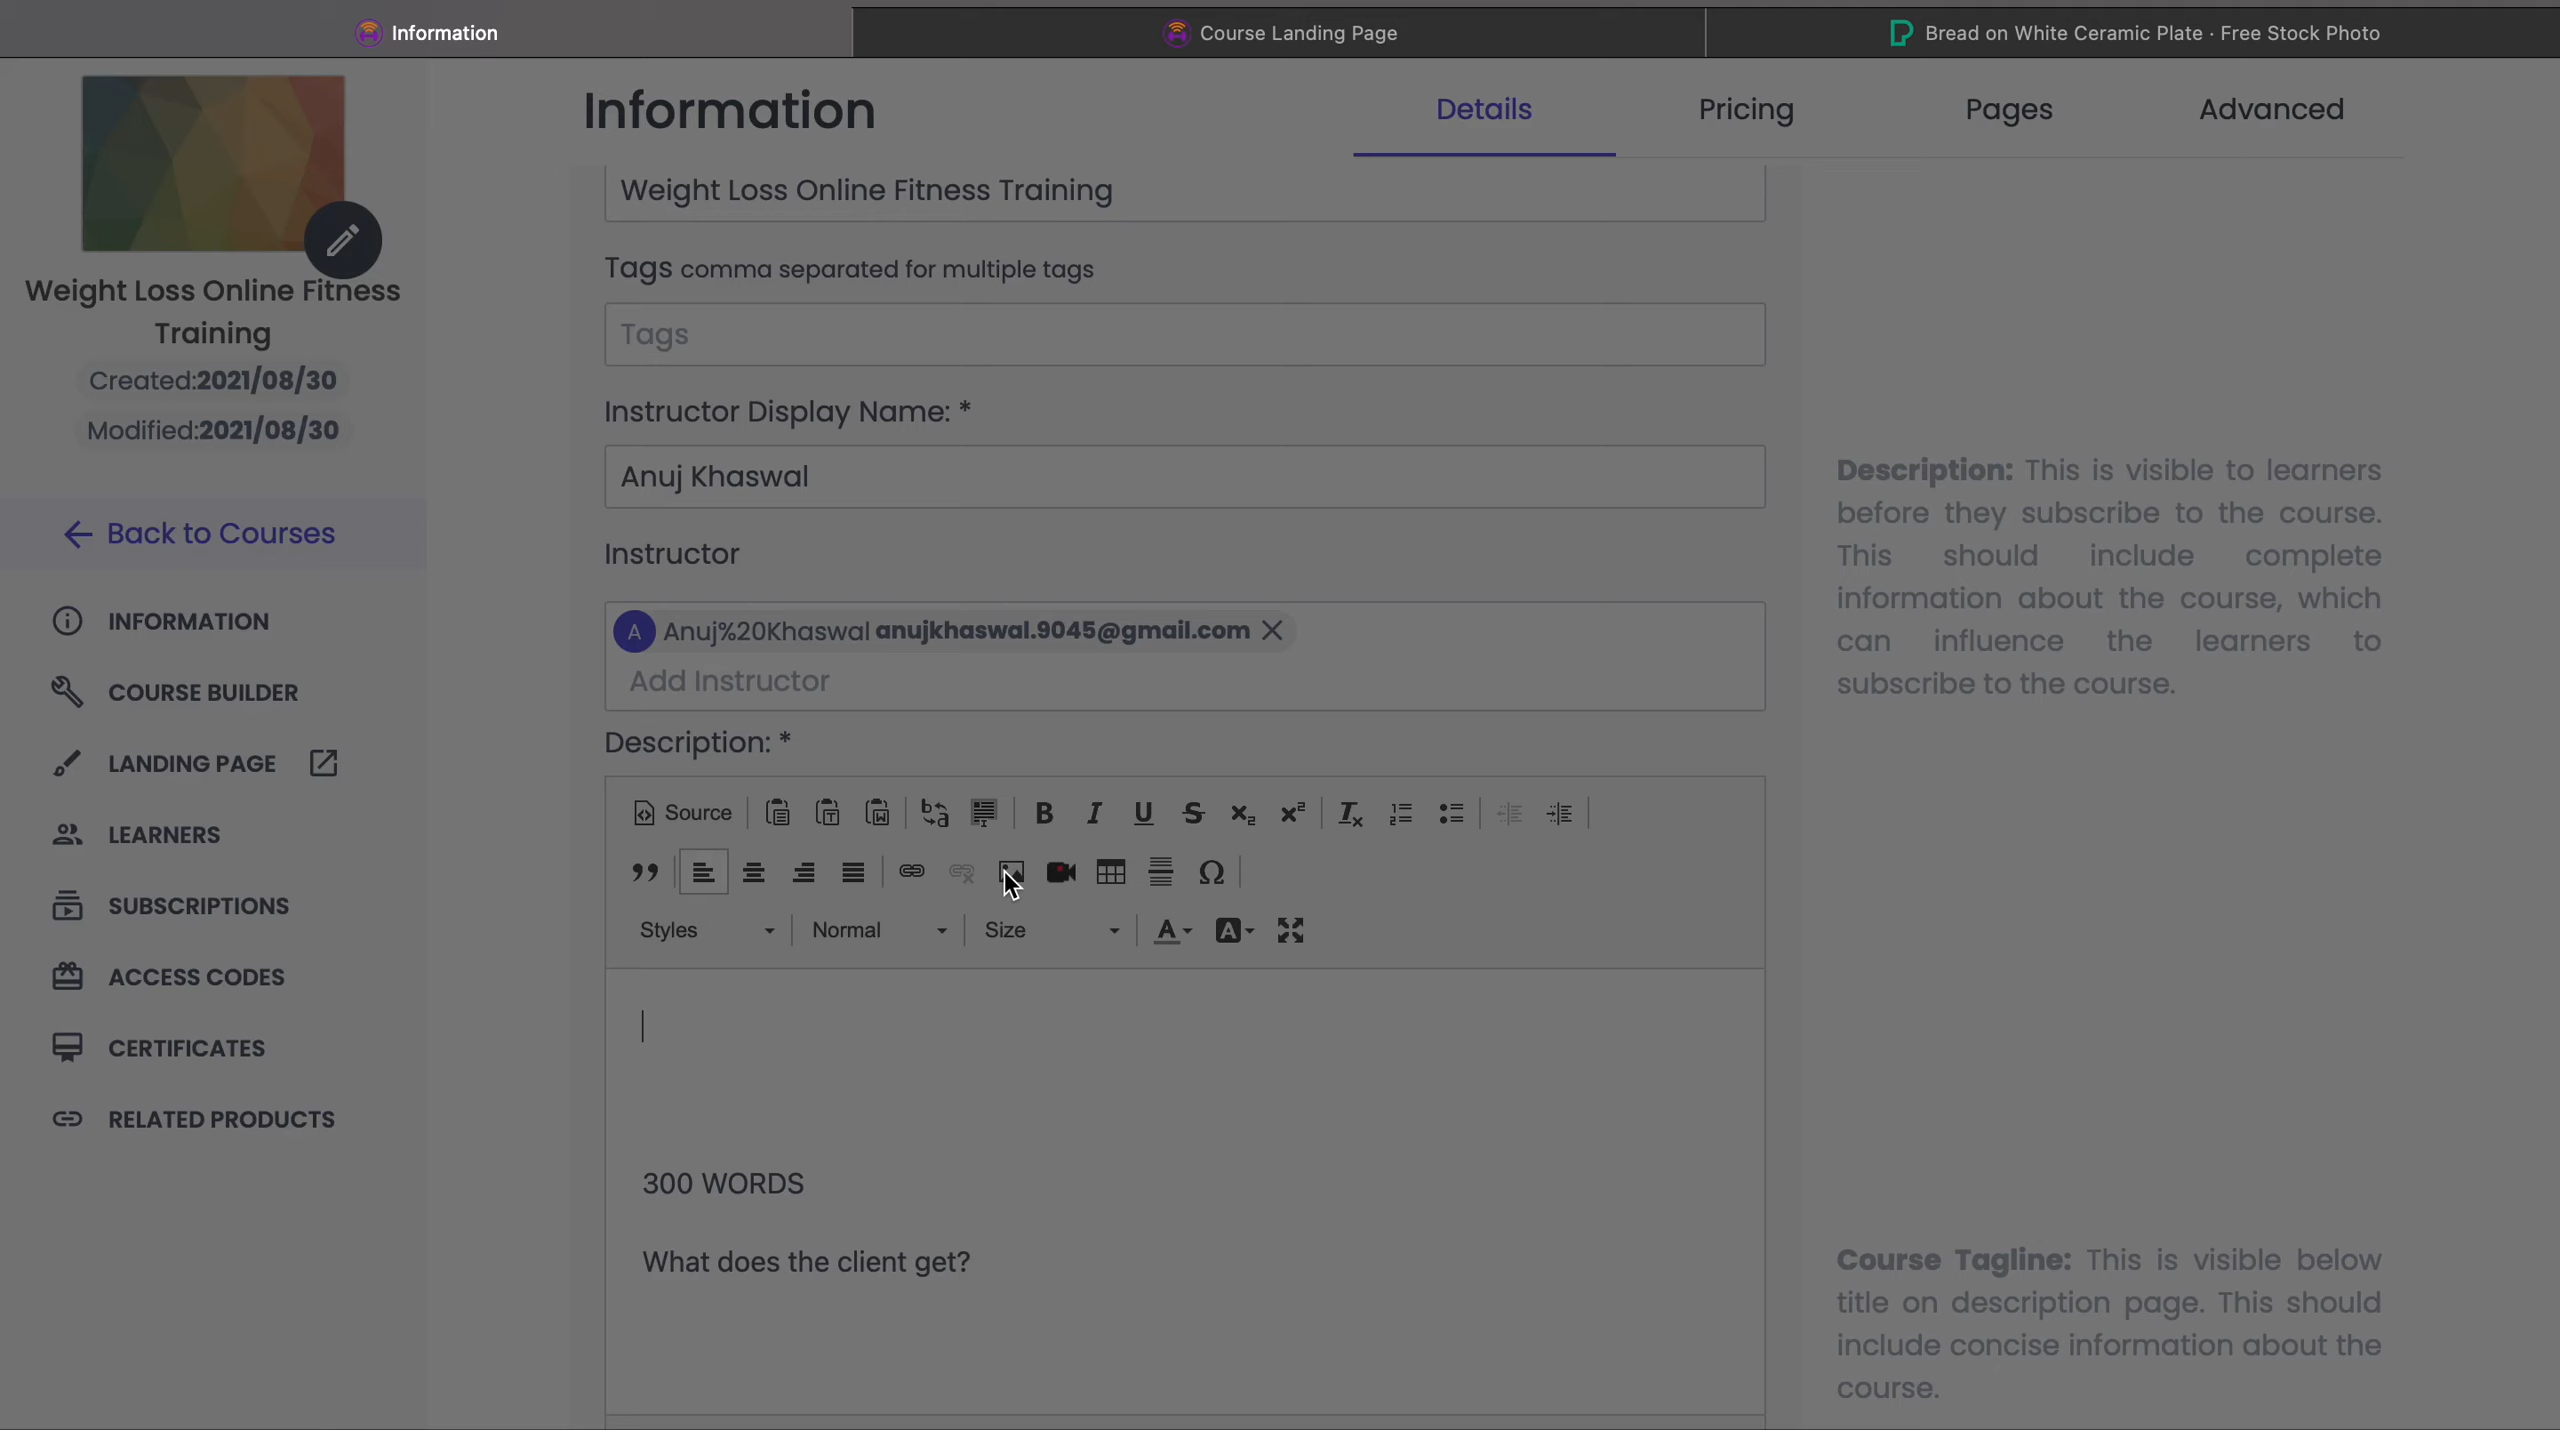 Information
Course Landing Page
Bread on White Ceramic Plate · Free Stock Photo
Weight Loss Online Fitness
Training
Created:2021/08/30
Modified:2021/08/30
Back to Courses
INFORMATION
COURSE BUILDER
LANDING PAGE
LEARNERS
SUBSCRIPTIONS
ACCESS CODES
CERTIFICATES
RELATED PRODUCTS
Information
Details
Pricing
Pages
Advanced
Weight Loss Online Fitness Training
Tags comma separated for multiple tags
Tags
Instructor Display Name: *
Anuj Khaswal
Instructor
A Anuj%20Khaswal anujkhaswal.9045@gmail.com
Add Instructor
Description: *
Source
Styles
Normal
Size
300 WORDS
What does the client get?
Description: This is visible to learners
before they subscribe to the course.
This should include complete
information about the course, which
can influence the learners to
subscribe to the course.
Course Tagline: This is visible below
title on description page. This should
include concise information about the
course.